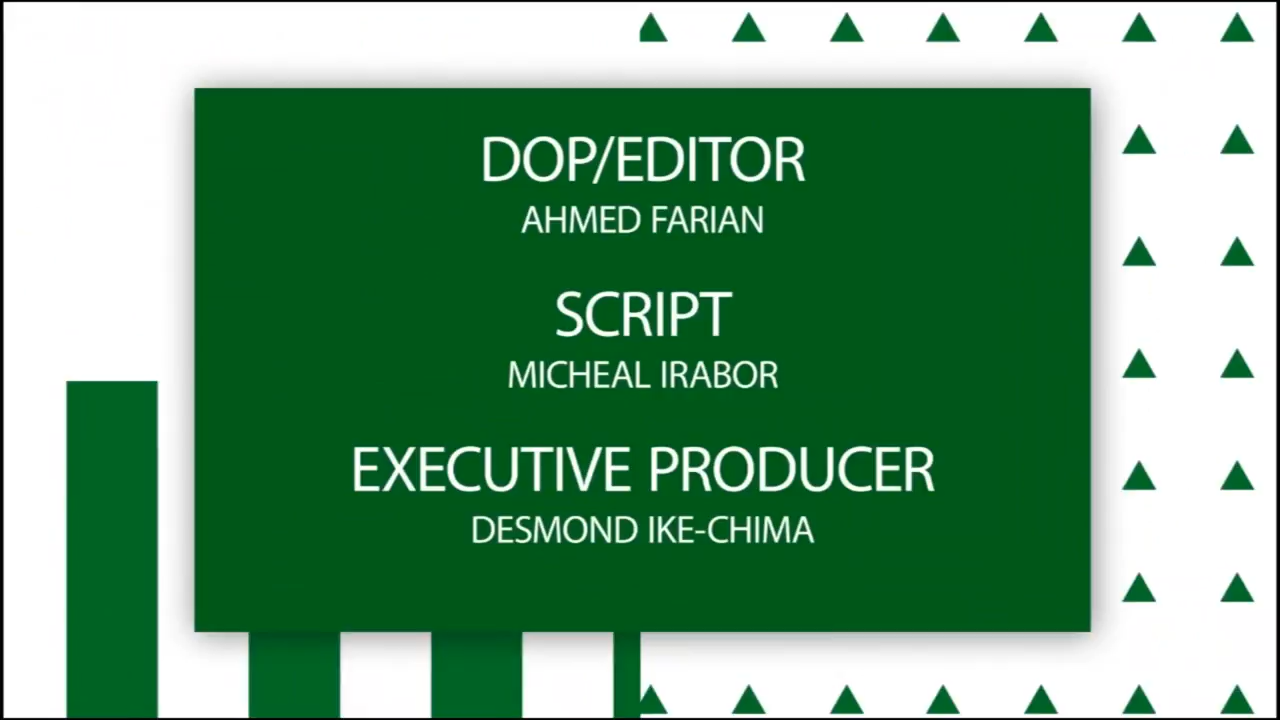 DOP/EDITOR
AHMED FARIAN
SCRIPT
MICHEAL IRABOR
EXECUTIVE PRODUCER
DESMOND IKE-CHIMA